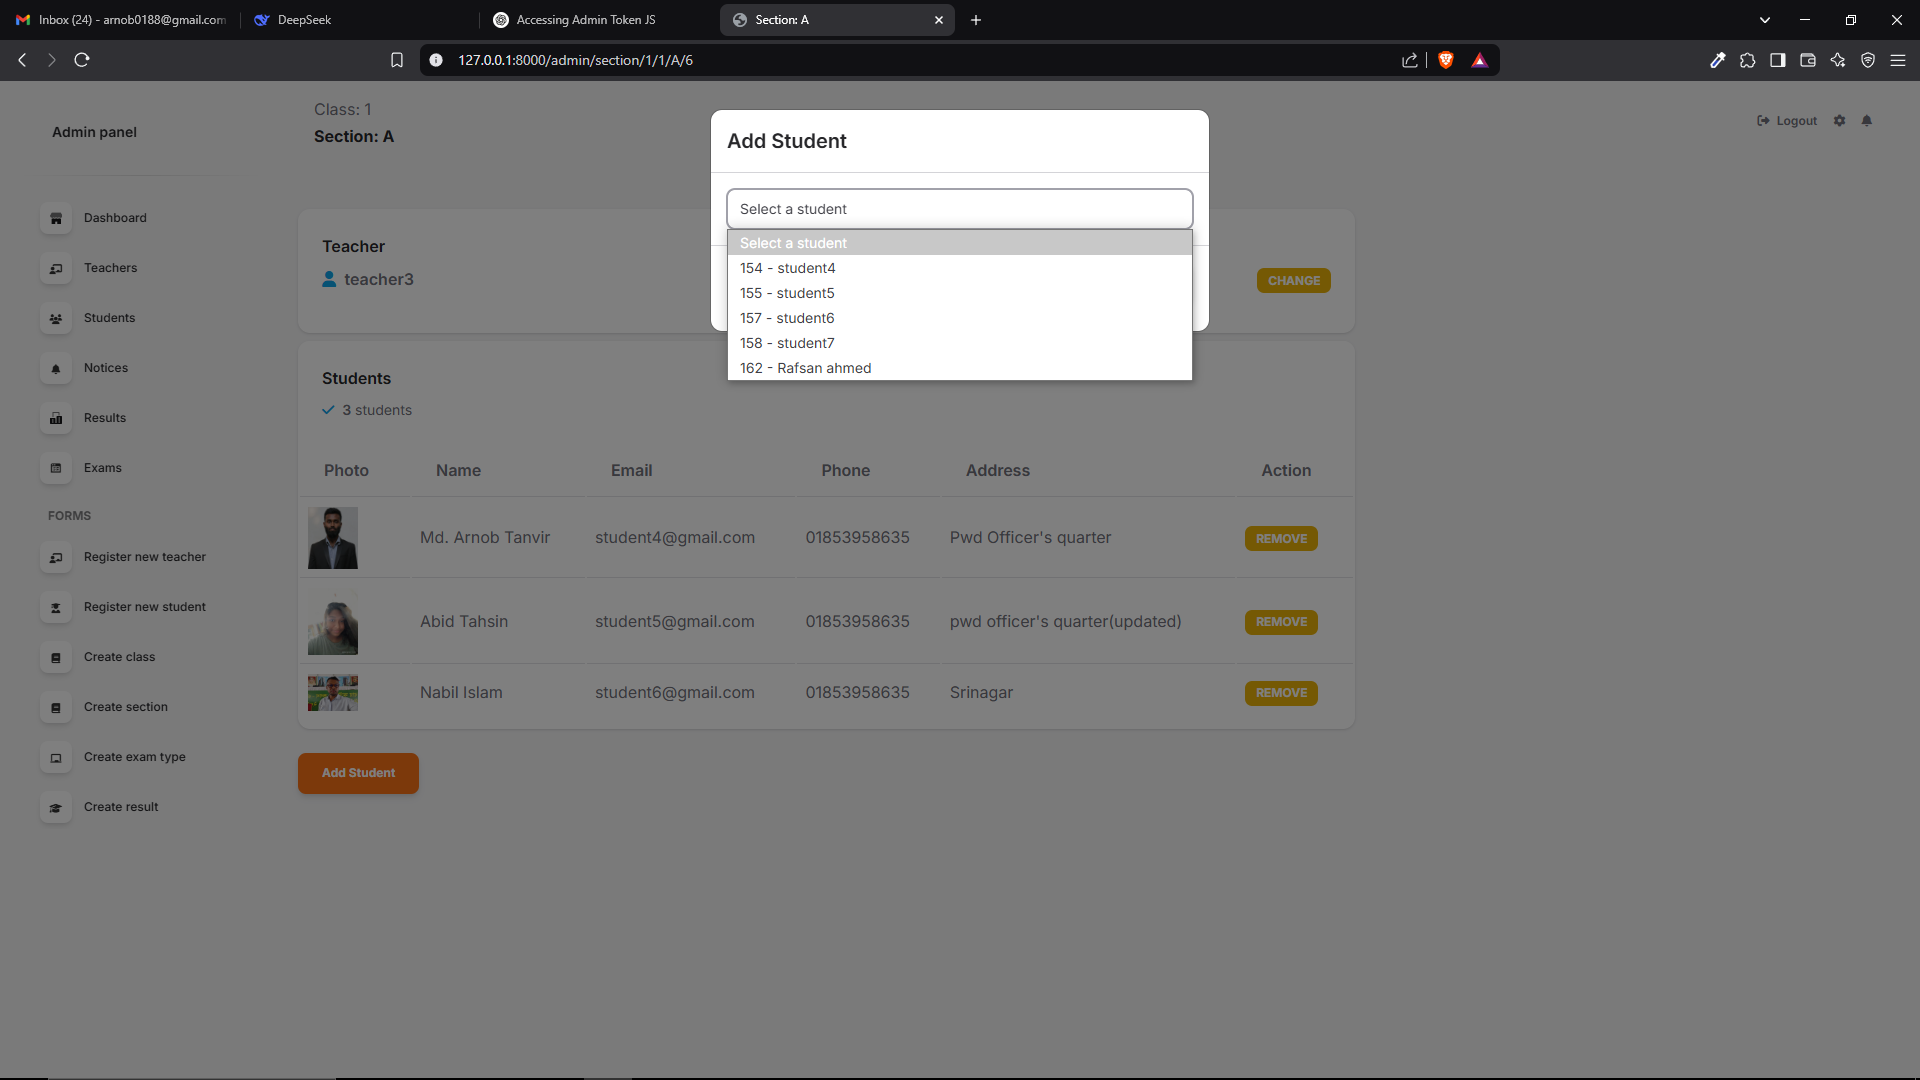 Inbox (24) - arnob0188@gmail.com
DeepSeek
Accessing Admin Token JS
Section: A
127.0.0.1:8000/admin/section/1/1/A/6
Admin panel
Dashboard
Teachers
Students
Notices
Results
Exams
FORMS
Register new teacher
Register new student
Create class
Create section
Create exam type
Create result
Class: 1
Section: A
Logout
Add Student
Select a student
Select a student
154 - student4
155 - student5
157 - student6
158 - student7
162 - Rafsan ahmed
Teacher
teacher3
CHANGE
Students
3 students
Photo Name Email Phone Address Action
Md. Arnob Tanvir student4@gmail.com 01853958635 Pwd Officer's quarter REMOVE
Abid Tahsin student5@gmail.com 01853958635 pwd officer's quarter(updated) REMOVE
Nabil Islam student6@gmail.com 01853958635 Srinagar REMOVE
Add Student